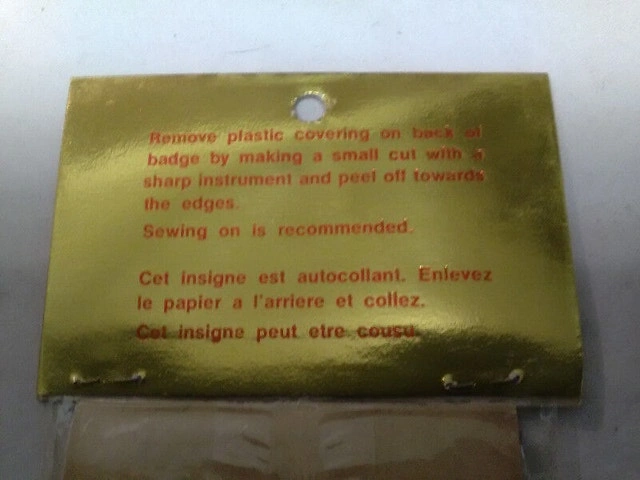 Remove plastic covering on back of
badge by making a small cut with a
sharp instrument and peel off towards
the edges.
Sewing on is recommended.
Cet insigne est autocollant. Enlevez
le papier a l'arriere et collez.
Cet insigne peut etre cousu.